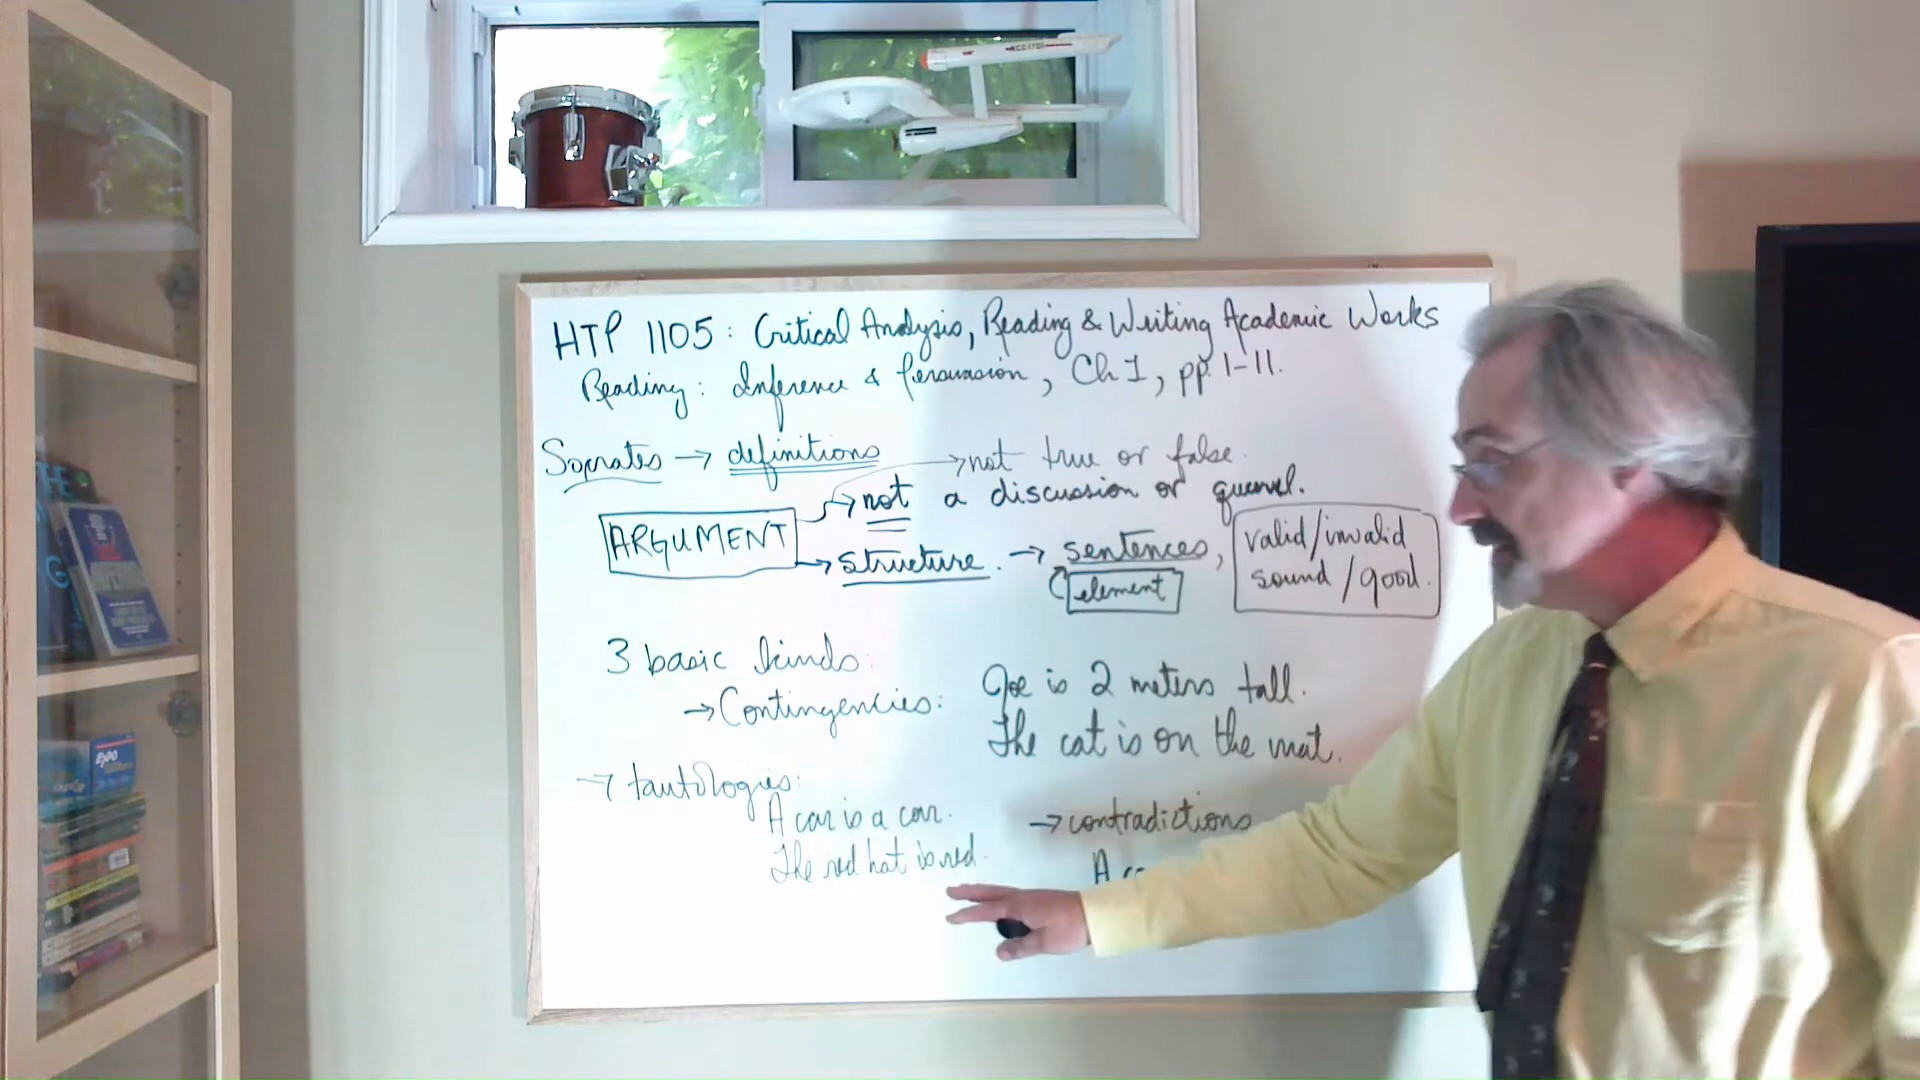 NCC-1701
HTP 1105: Critical Analysis, Reading & Writing Academic Works
Reading: Inference & Persuasion, Ch 1, pp. 1-11.
Socrates → definitions
→ not true or false.
→ not a discussion or quarrel.
ARGUMENT
→ structure. → sentences,
element
valid/invalid
sound/good.
3 basic kinds:
→ Contingencies: Joe is 2 meters tall.
The cat is on the mat.
→ tautologies:
A car is a car.
The red hat is red.
→ contradictions
A
EXPO